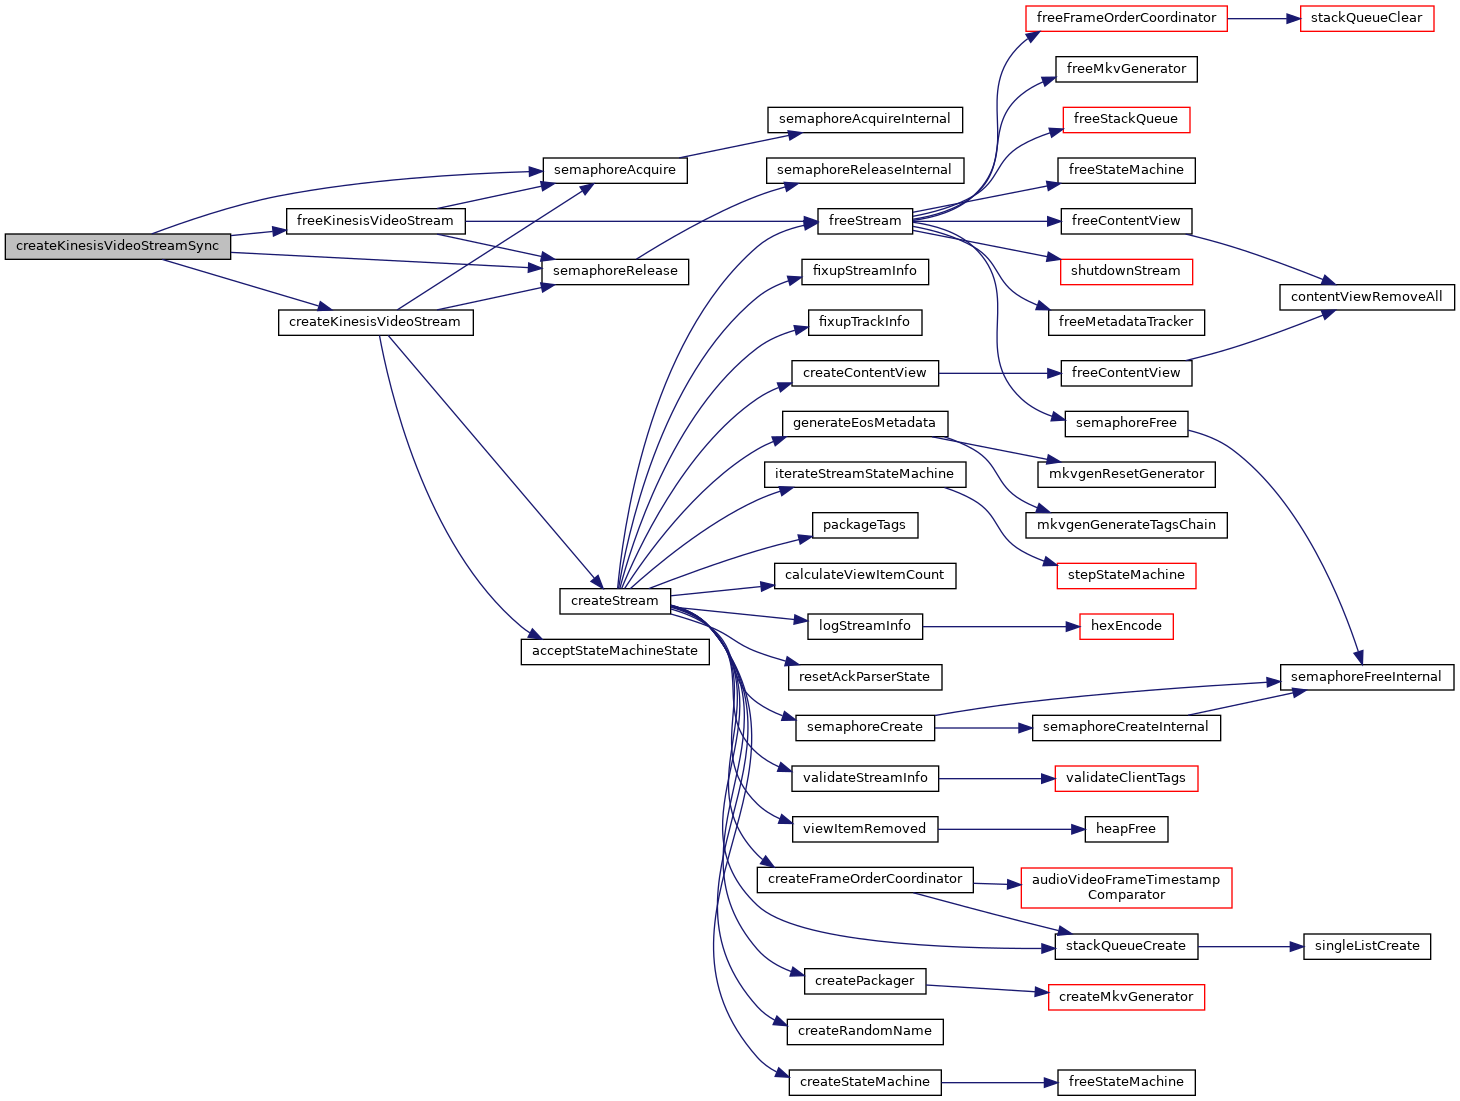 freeFrameOrderCoordinator
stackQueueClear
freeMkvGenerator
semaphoreAcquireInternal
freeStackQueue
semaphoreAcquire
semaphoreReleaseInternal
freeStateMachine
freeKinesisVideoStream
freeStream
freeContentView
createKinesisVideoStreamSync
semaphoreRelease
fixupStreamInfo
shutdownStream
contentViewRemoveAll
createKinesisVideoStream
fixupTrackInfo
freeMetadataTracker
createContentView
freeContentView
generateEosMetadata
semaphoreFree
iterateStreamStateMachine
mkvgenResetGenerator
packageTags
mkvgenGenerateTagsChain
calculateViewItemCount
stepStateMachine
createStream
logStreamInfo
hexEncode
acceptStateMachineState
resetAckParserState
semaphoreFreeInternal
semaphoreCreate
semaphoreCreateInternal
validateStreamInfo
validateClientTags
viewItemRemoved
heapFree
createFrameOrderCoordinator
audioVideoFrameTimestamp
Comparator
stackQueueCreate
singleListCreate
createPackager
createMkvGenerator
createRandomName
createStateMachine
freeStateMachine